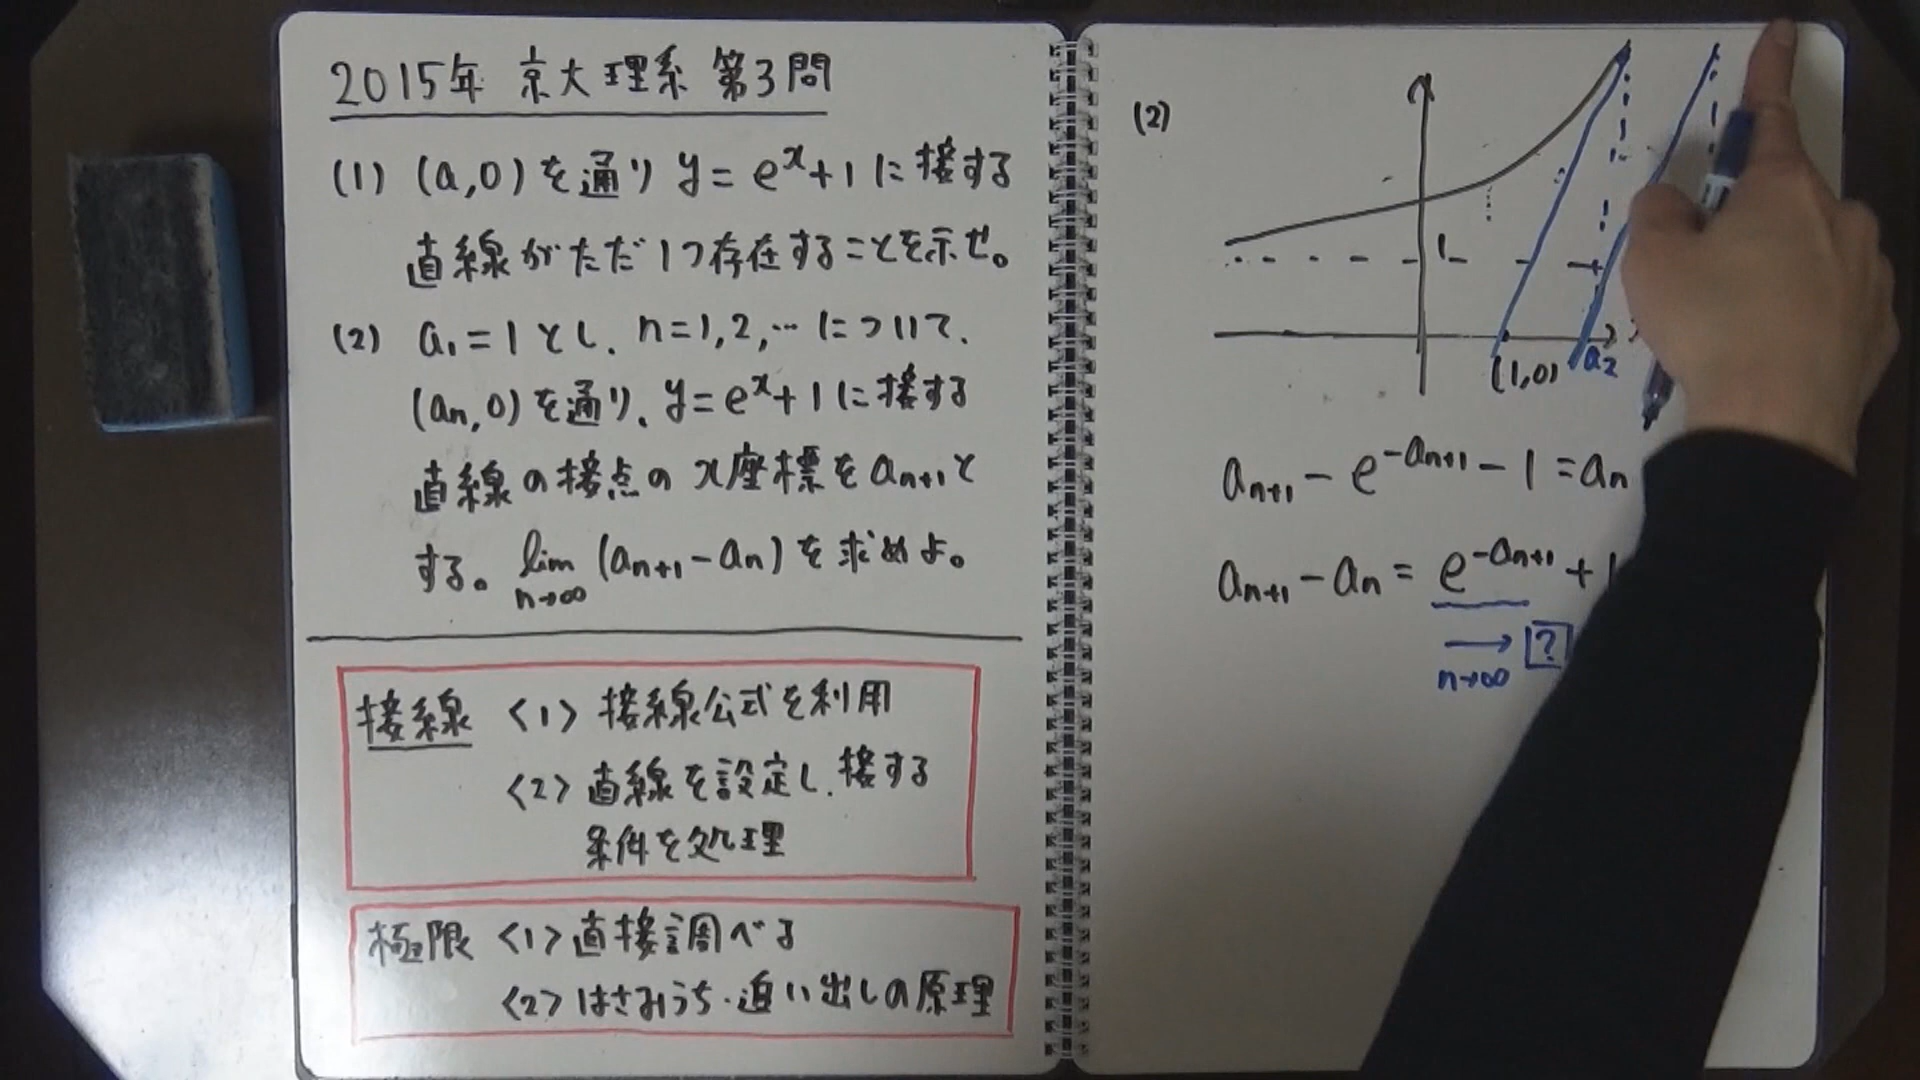 2015年 京大理系 第3問
(1) (a,0)を通り y=e^x+1に接する
直線がただ1つ存在することを示せ。
(2) a₁=1とし、n=1,2,…について、
(an,0)を通り、y=e^x+1に接する
直線の接点のx座標をan+1と
する。lim n→∞ (an+1-an)を求めよ。
接線 <1> 接線公式を利用
<2> 直線を設定し、接する
条件を処理
極限 <1> 直接調べる
<2> はさみうち・追い出しの原理
(2)
1
(1,0) a₂
an+1 - e^-an+1 - 1 = an
an+1 - an = e^-an+1 +
n→∞ ?